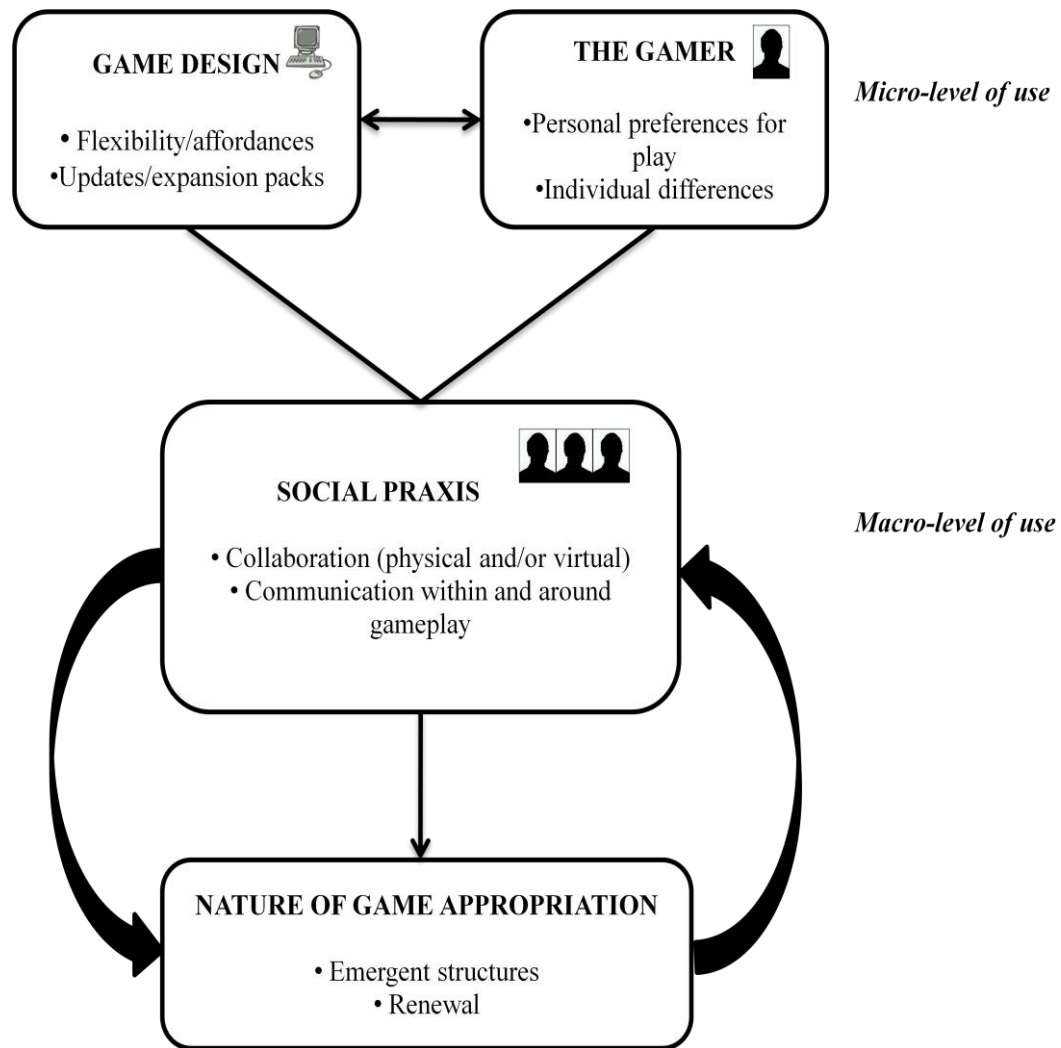 GAME DESIGN
• Flexibility/affordances
•Updates/expansion packs
THE GAMER
•Personal preferences for
play
•Individual differences
Micro-level of use
SOCIAL PRAXIS
• Collaboration (physical and/or virtual)
• Communication within and around
gameplay
Macro-level of use
NATURE OF GAME APPROPRIATION
• Emergent structures
• Renewal